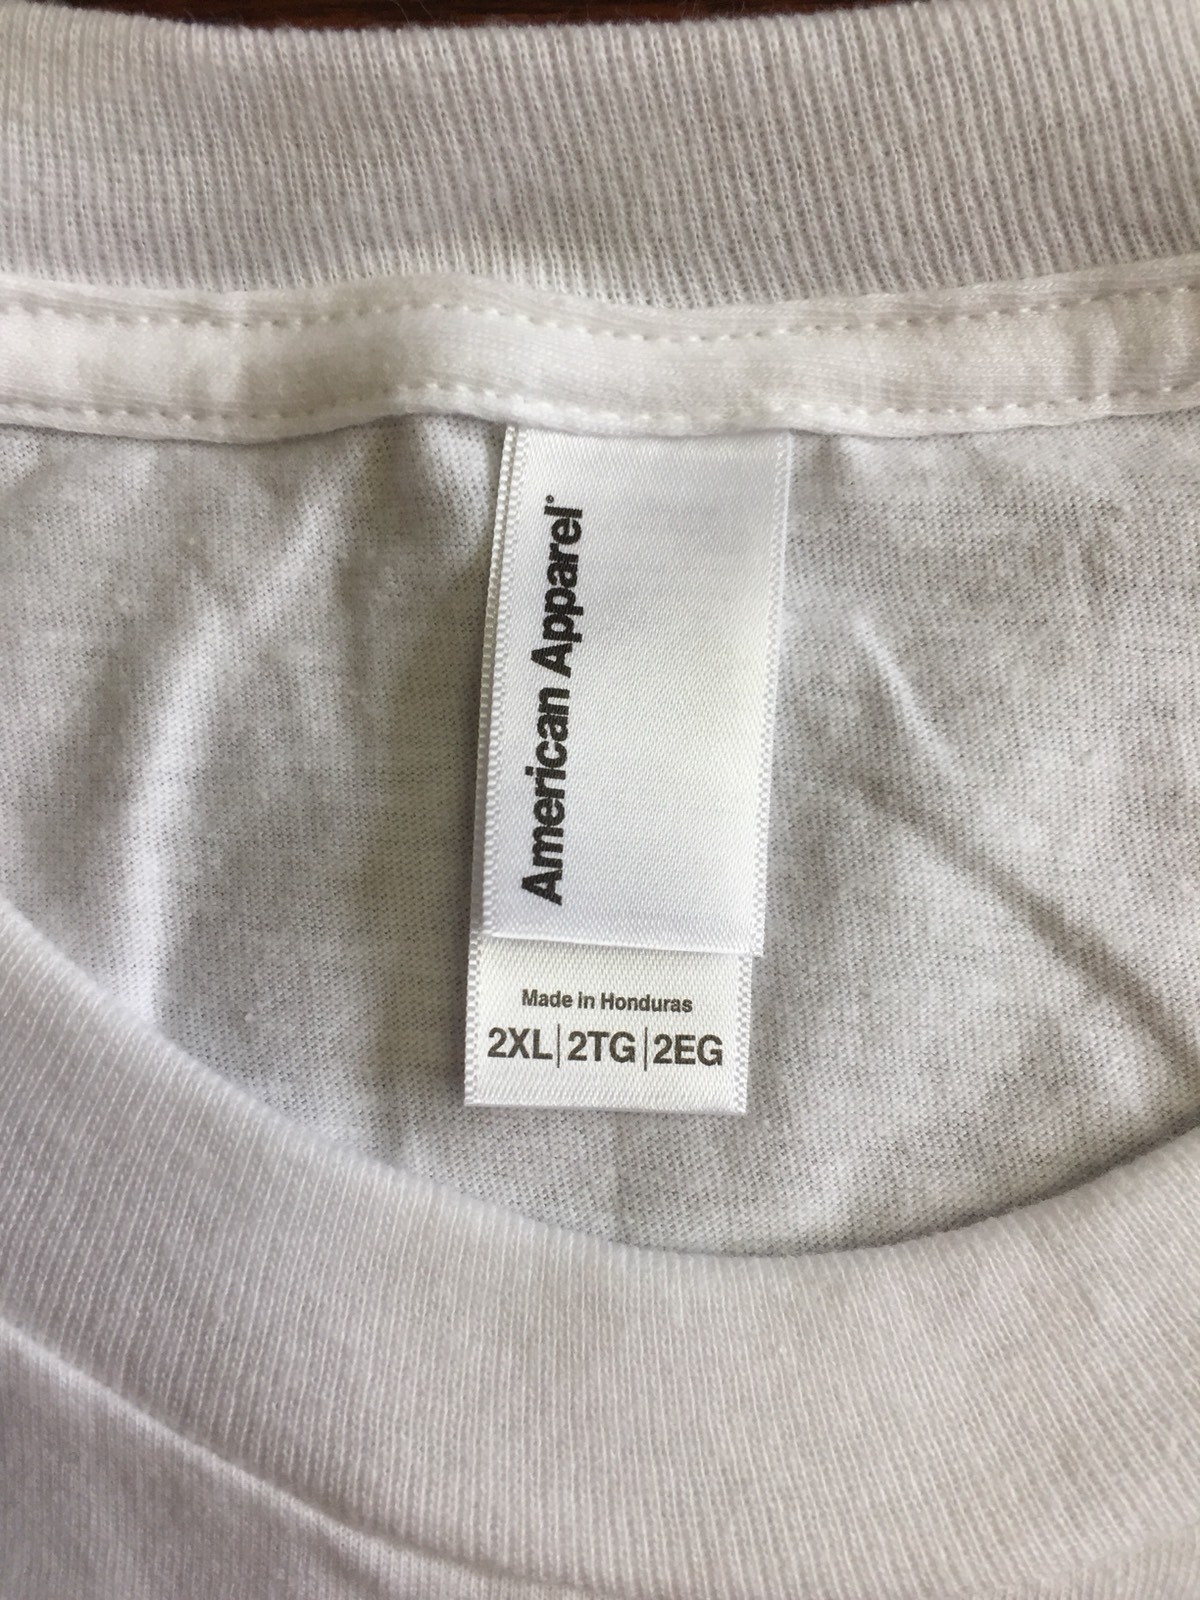 American Apparel
Made in Honduras
2XL|2TG|2EG